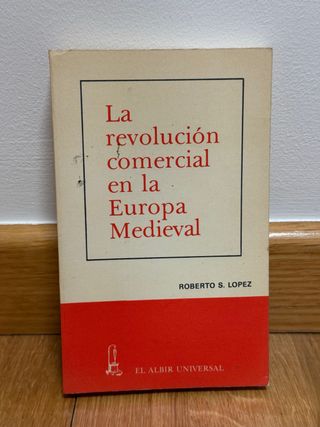 La
revolución
comercial
en la
Europa
Medieval
ROBERTO S. LOPEZ
EL ALBIR UNIVERSAL